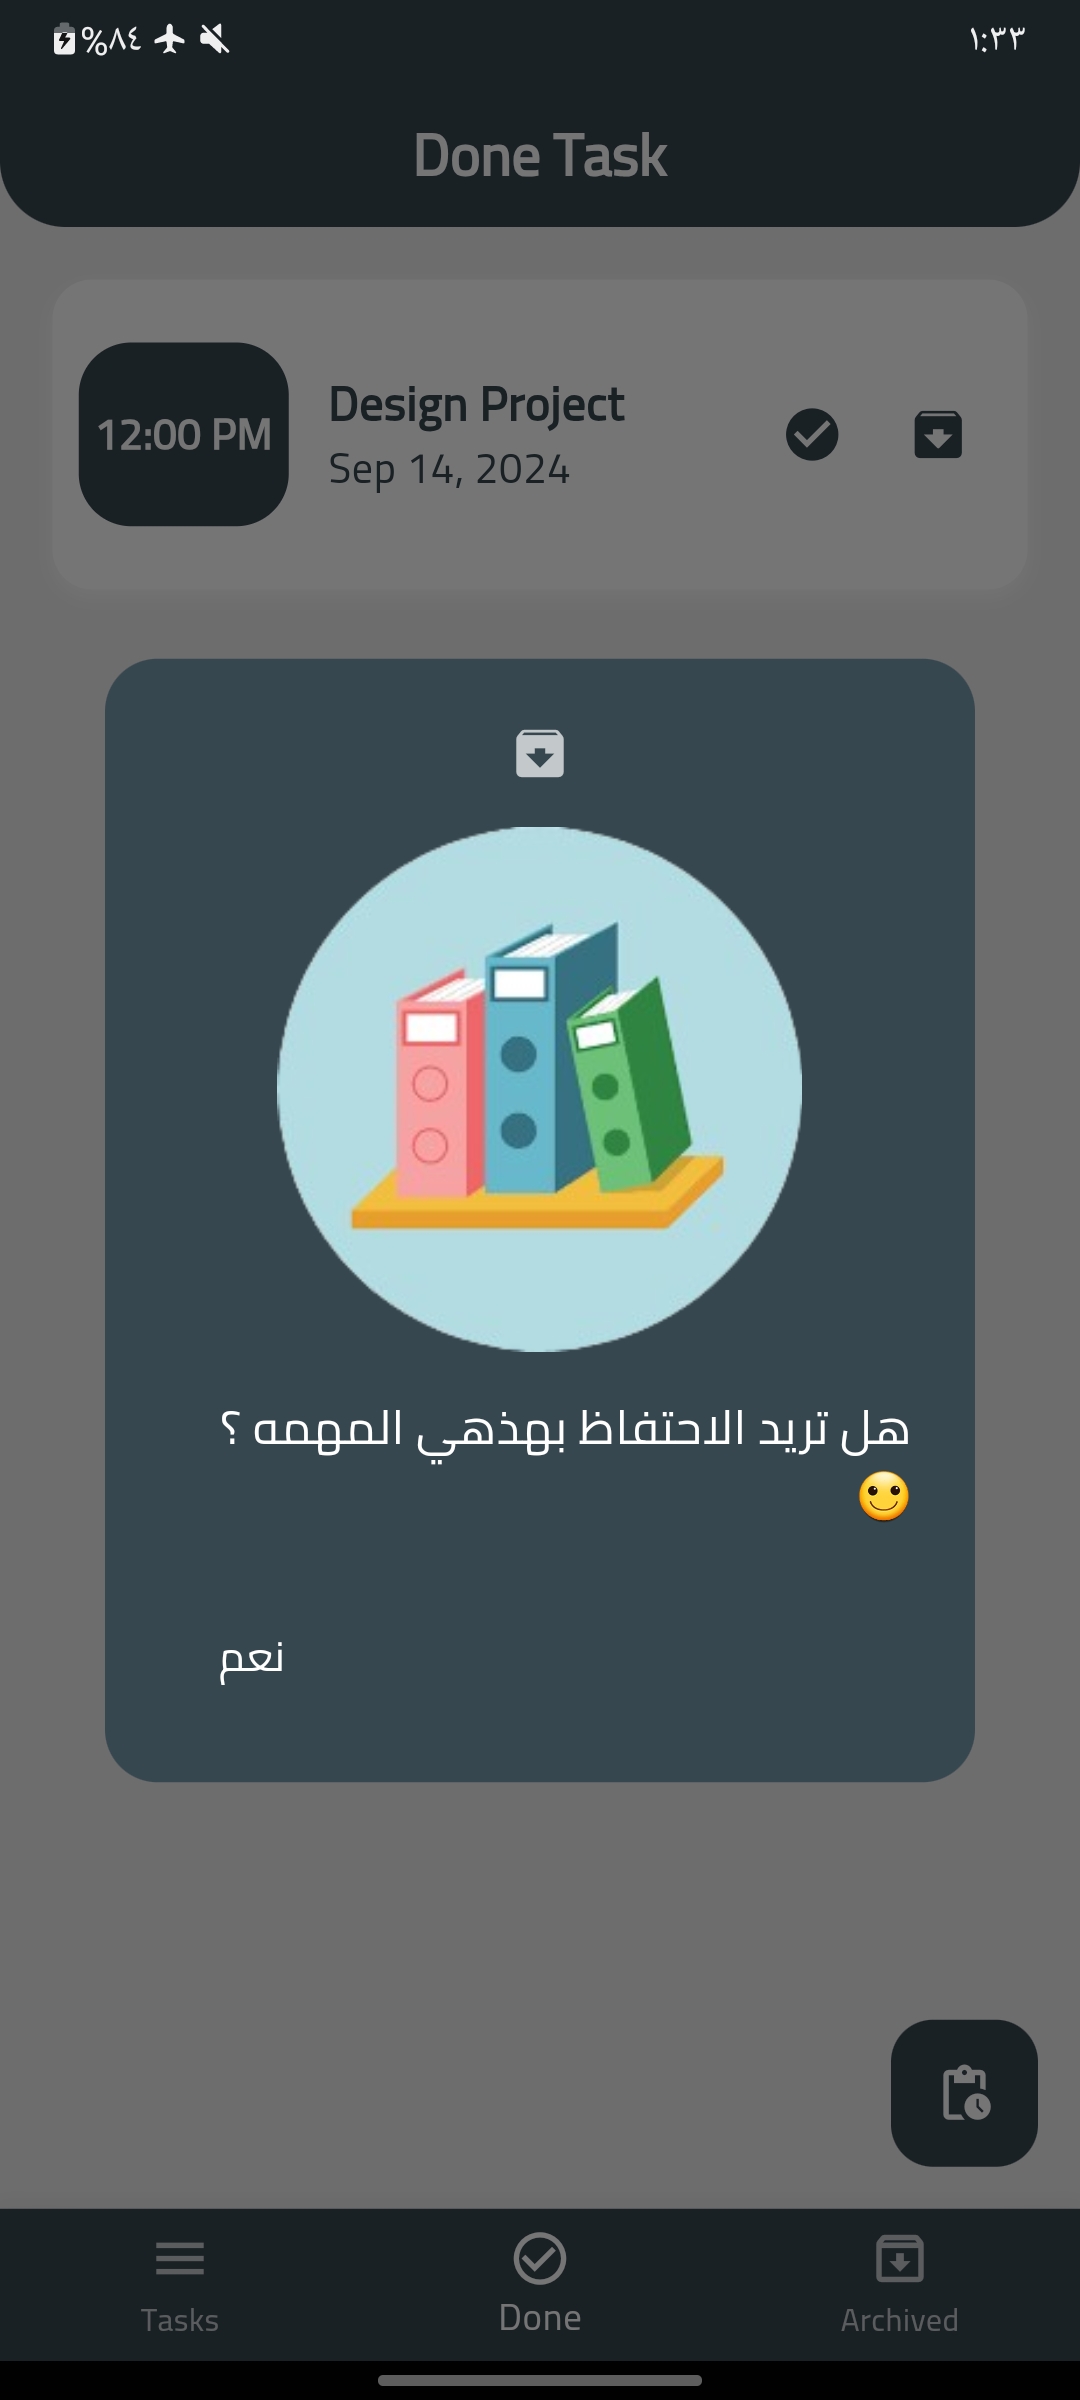 %٨٤
١:٣٣
Done Task
12:00 PM
Design Project
Sep 14, 2024
هل تريد الاحتفاظ بهذهي المهمه ؟
🙂
نعم
Tasks
Done
Archived